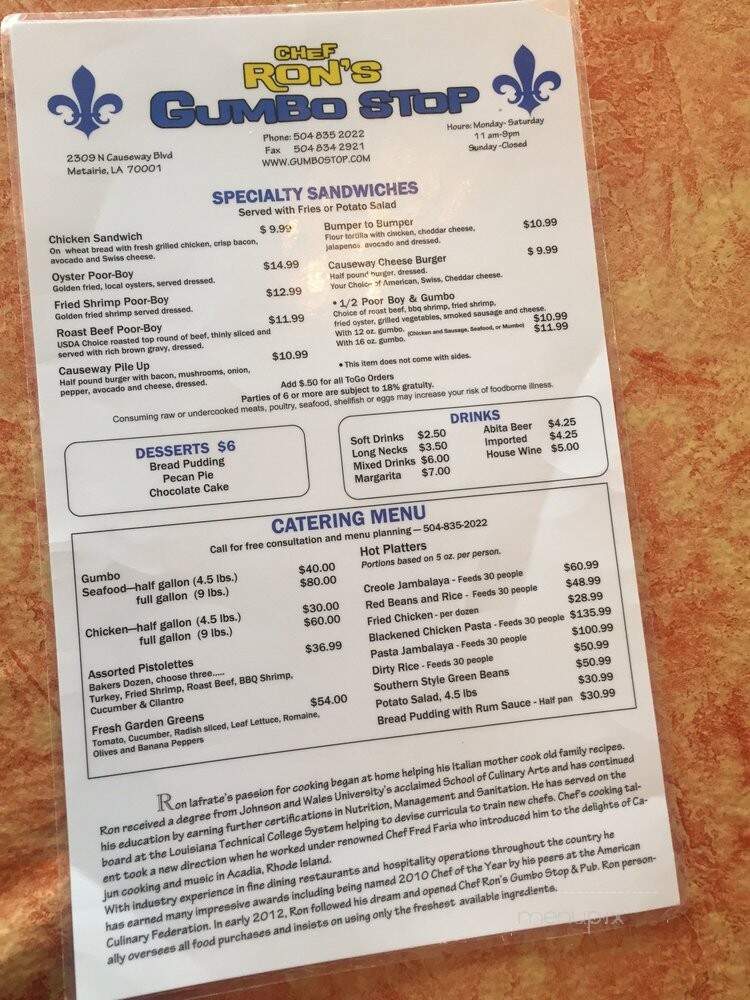 CHEF
RON'S
GUMBO STOP
2309 N Causeway Blvd
Metairie, LA 70001
Phone: 504 835 2022
Fax 504 834 2921
WWW.GUMBOSTOP.COM
Hours: Monday- Saturday
11 am-9pm
Sunday -Closed
SPECIALTY SANDWICHES
Served with Fries or Potato Salad
Chicken Sandwich $ 9.99
On wheat bread with fresh grilled chicken, crisp bacon,
avocado and Swiss cheese.
Oyster Poor-Boy $14.99
Golden fried, local oysters, served dressed.
Fried Shrimp Poor-Boy $12.99
Golden fried shrimp served dressed.
Roast Beef Poor-Boy $11.99
USDA Choice roasted top round of beef, thinly sliced and
served with rich brown gravy, dressed.
Causeway Pile Up $10.99
Half pound burger with bacon, mushrooms, onion,
pepper, avocado and cheese, dressed.
Bumper to Bumper $10.99
Flour tortilla with chicken, cheddar cheese,
jalapenos, avocado and dressed.
Causeway Cheese Burger $ 9.99
Half pound burger, dressed.
Your Choice of American, Swiss, Cheddar cheese.
• 1/2 Poor Boy & Gumbo
Choice of roast beef, bbq shrimp, fried shrimp,
fried oyster, grilled vegetables, smoked sausage and cheese.
With 12 oz. gumbo. (Chicken and Sausage, Seafood, or Mumbo) $10.99
With 16 oz. gumbo. $11.99
• This item does not come with sides.
Add $.50 for all ToGo Orders
Parties of 6 or more are subject to 18% gratuity.
Consuming raw or undercooked meats, poultry, seafood, shellfish or eggs may increase your risk of foodborne illness.
DESSERTS $6
Bread Pudding
Pecan Pie
Chocolate Cake
DRINKS
Soft Drinks $2.50
Long Necks $3.50
Mixed Drinks $6.00
Margarita $7.00
Abita Beer $4.25
Imported $4.25
House Wine $5.00
CATERING MENU
Call for free consultation and menu planning — 504-835-2022
Gumbo
Seafood—half gallon (4.5 lbs.) $40.00
full gallon (9 lbs.) $80.00
Chicken—half gallon (4.5 lbs.) $30.00
full gallon (9 lbs.) $60.00
Assorted Pistolettes $36.99
Bakers Dozen, choose three.....
Turkey, Fried Shrimp, Roast Beef, BBQ Shrimp,
Cucumber & Cilantro
Fresh Garden Greens $54.00
Tomato, Cucumber, Radish sliced, Leaf Lettuce, Romaine,
Olives and Banana Peppers
Hot Platters
Portions based on 5 oz. per person.
Creole Jambalaya - Feeds 30 people $60.99
Red Beans and Rice - Feeds 30 people $48.99
Fried Chicken - per dozen $28.99
Blackened Chicken Pasta - Feeds 30 people $135.99
Pasta Jambalaya - Feeds 30 people $100.99
Dirty Rice - Feeds 30 people $50.99
Southern Style Green Beans $50.99
Potato Salad, 4.5 lbs $30.99
Bread Pudding with Rum Sauce - Half pan $30.99
Ron Iafrate's passion for cooking began at home helping his Italian mother cook old family recipes.
Ron received a degree from Johnson and Wales University's acclaimed School of Culinary Arts and has continued
his education by earning further certifications in Nutrition, Management and Sanitation. He has served on the
board at the Louisiana Technical College System helping to devise curricula to train new chefs. Chef's cooking tal-
ent took a new direction when he worked under renowned Chef Fred Faria who introduced him to the delights of Ca-
jun cooking and music in Acadia, Rhode Island.
With industry experience in fine dining restaurants and hospitality operations throughout the country he
has earned many impressive awards including being named 2010 Chef of the Year by his peers at the American
Culinary Federation. In early 2012, Ron followed his dream and opened Chef Ron's Gumbo Stop & Pub. Ron person-
ally oversees all food purchases and insists on using only the freshest available ingredients.
menupix